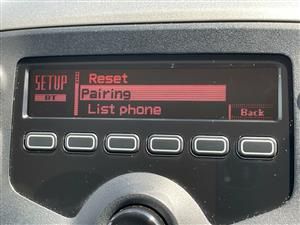 SETUP
BT
Reset
Pairing
List phone
Back